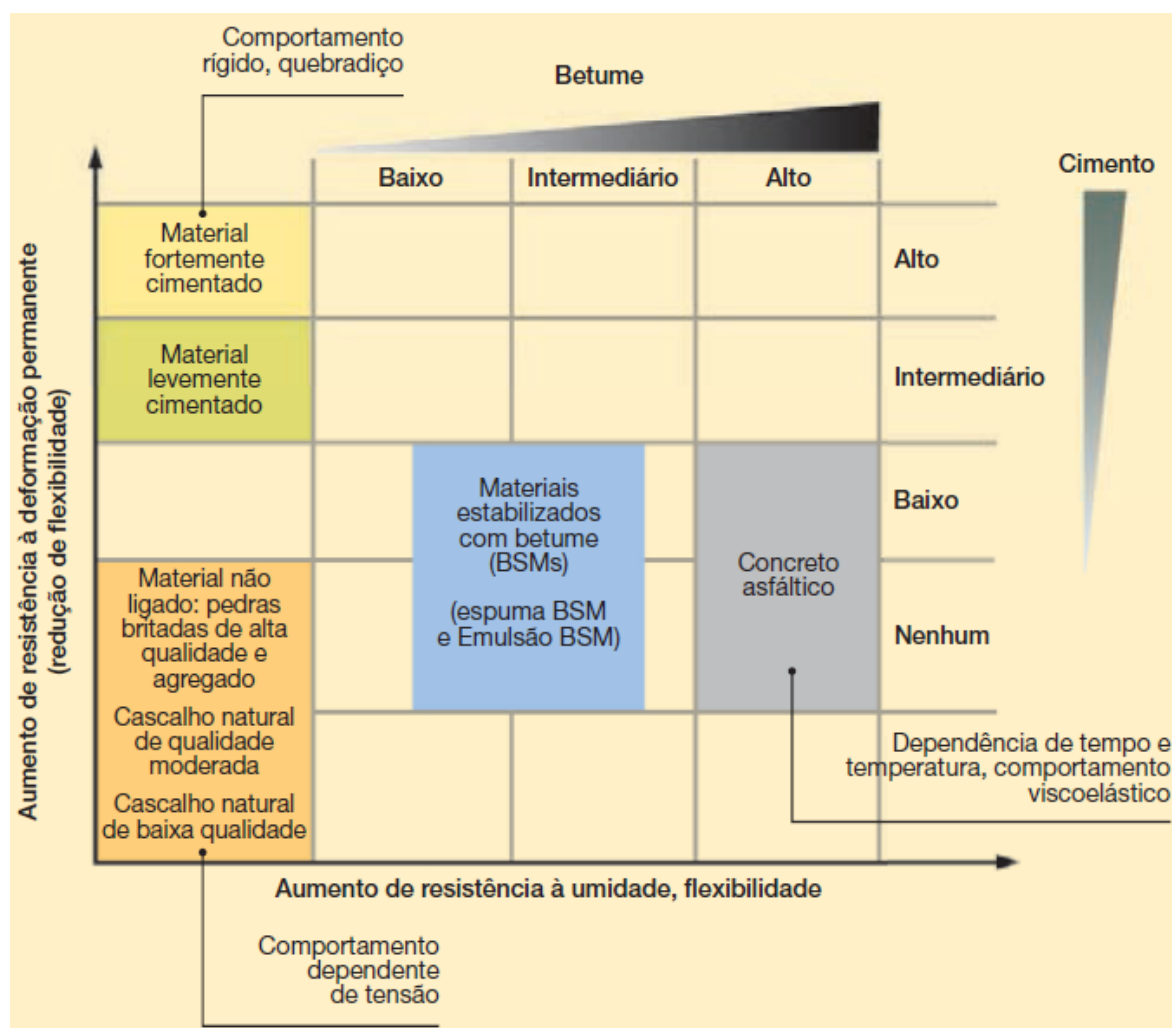 Comportamento
rígido, quebradiço
Betume
Baixo
Intermediário
Alto
Cimento
Aumento de resistência à deformação permanente
(redução de flexibilidade)
Material
fortemente
cimentado
Alto
Material
levemente
cimentado
Intermediário
Materiais
estabilizados
com betume
(BSMs)
(espuma BSM
e Emulsão BSM)
Baixo
Concreto
asfáltico
Material não
ligado: pedras
britadas de alta
qualidade e
agregado
Nenhum
Cascalho natural
de qualidade
moderada
Cascalho natural
de baixa qualidade
Dependência de tempo e
temperatura, comportamento
viscoelástico
Aumento de resistência à umidade, flexibilidade
Comportamento
dependente
de tensão